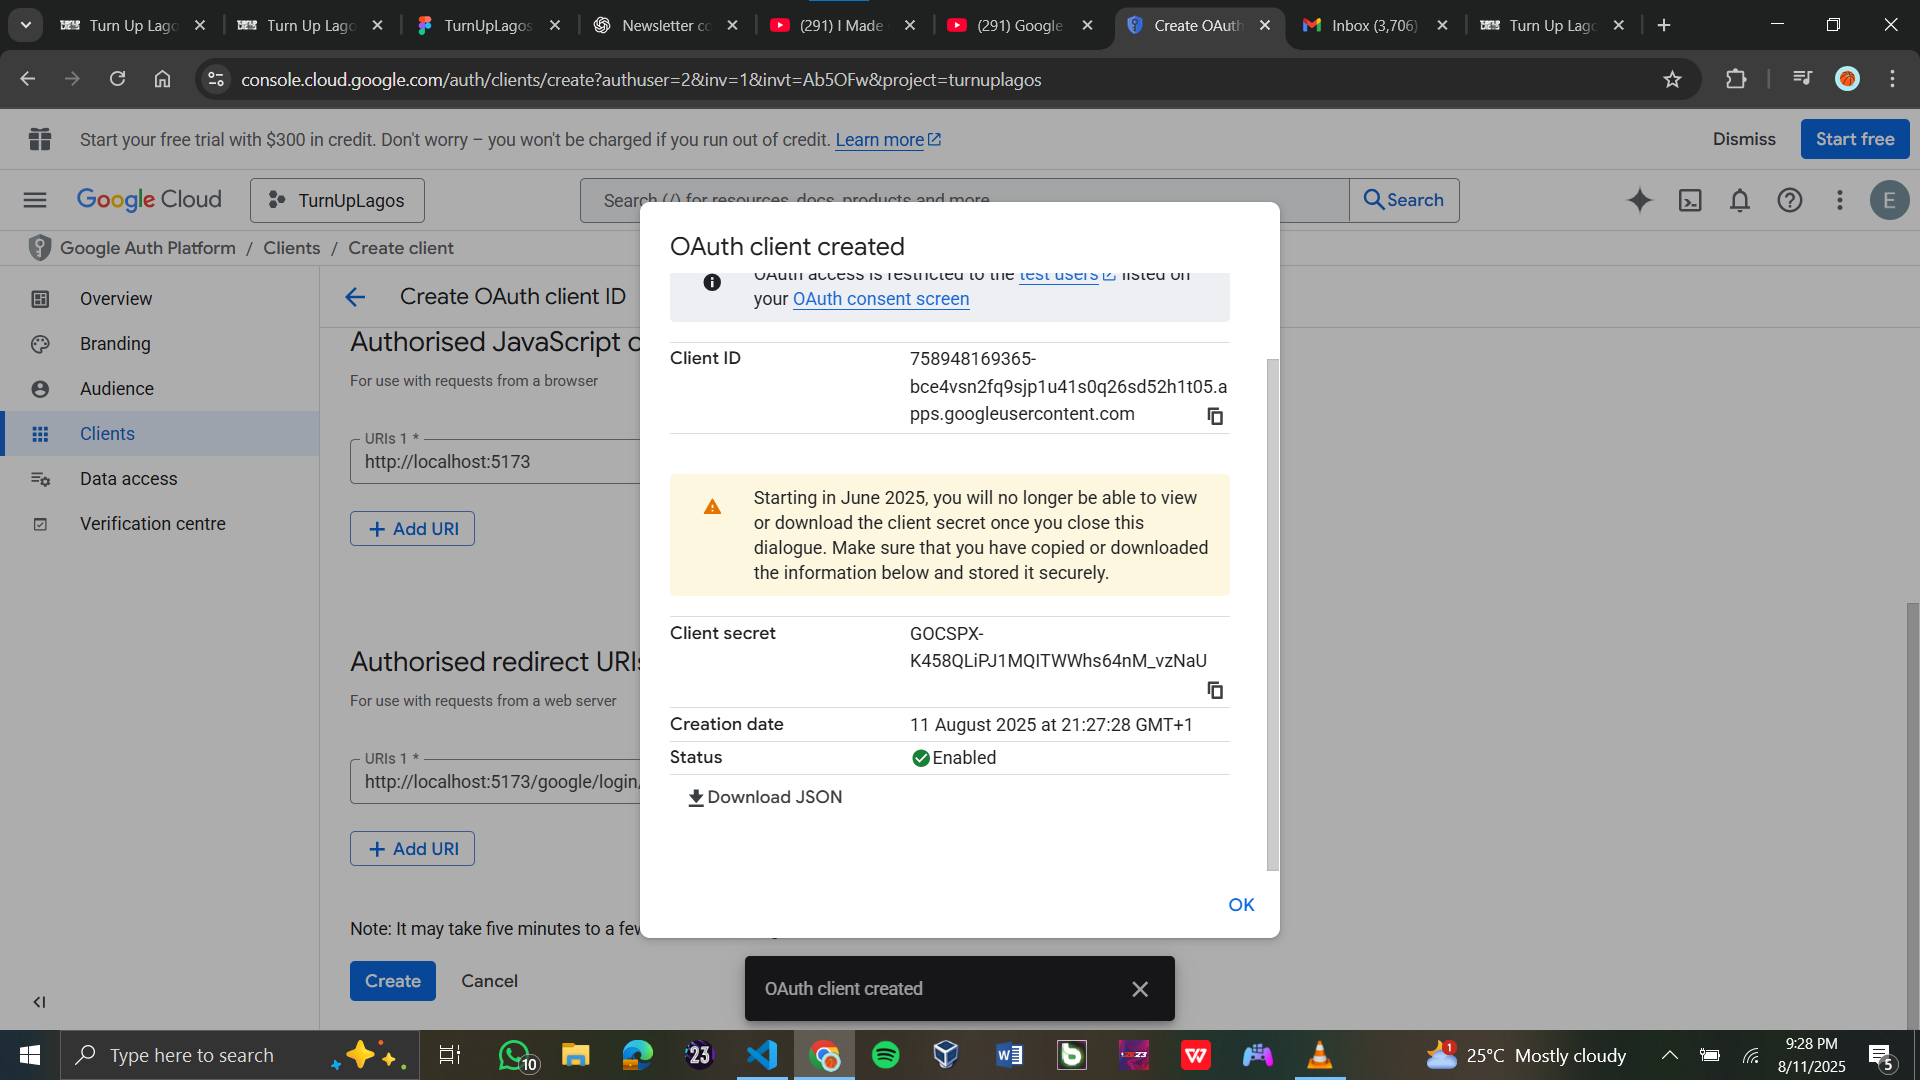 Turn Up Lago
Turn Up Lago
TurnUpLagos
Newsletter co
(291) I Made
(291) Google
Create OAuth
Inbox (3,706)
Turn Up Lago
console.cloud.google.com/auth/clients/create?authuser=2&inv=1&invt=Ab5OFw&project=turnuplagos
Start your free trial with $300 in credit. Don't worry – you won't be charged if you run out of credit. Learn more
Dismiss
Start free
Google Cloud
TurnUpLagos
Search (/) for resources, docs, products and more
Search
E
Google Auth Platform / Clients / Create client
Overview
Branding
Audience
Clients
Data access
Verification centre
Create OAuth client ID
Authorised JavaScript o
For use with requests from a browser
URIs 1 *
http://localhost:5173
Add URI
Authorised redirect URIs
For use with requests from a web server
URIs 1 *
http://localhost:5173/google/login/
Add URI
Note: It may take five minutes to a few
Create
Cancel
OAuth client created
OAuth access is restricted to the test users listed on
your OAuth consent screen
Client ID
758948169365-
bce4vsn2fq9sjp1u41s0q26sd52h1t05.a
pps.googleusercontent.com
Starting in June 2025, you will no longer be able to view
or download the client secret once you close this
dialogue. Make sure that you have copied or downloaded
the information below and stored it securely.
Client secret
GOCSPX-
K458QLiPJ1MQITWWhs64nM_vzNaU
Creation date
11 August 2025 at 21:27:28 GMT+1
Status
Enabled
Download JSON
OK
OAuth client created
Type here to search
10
23
25°C Mostly cloudy
1
9:28 PM
8/11/2025
5